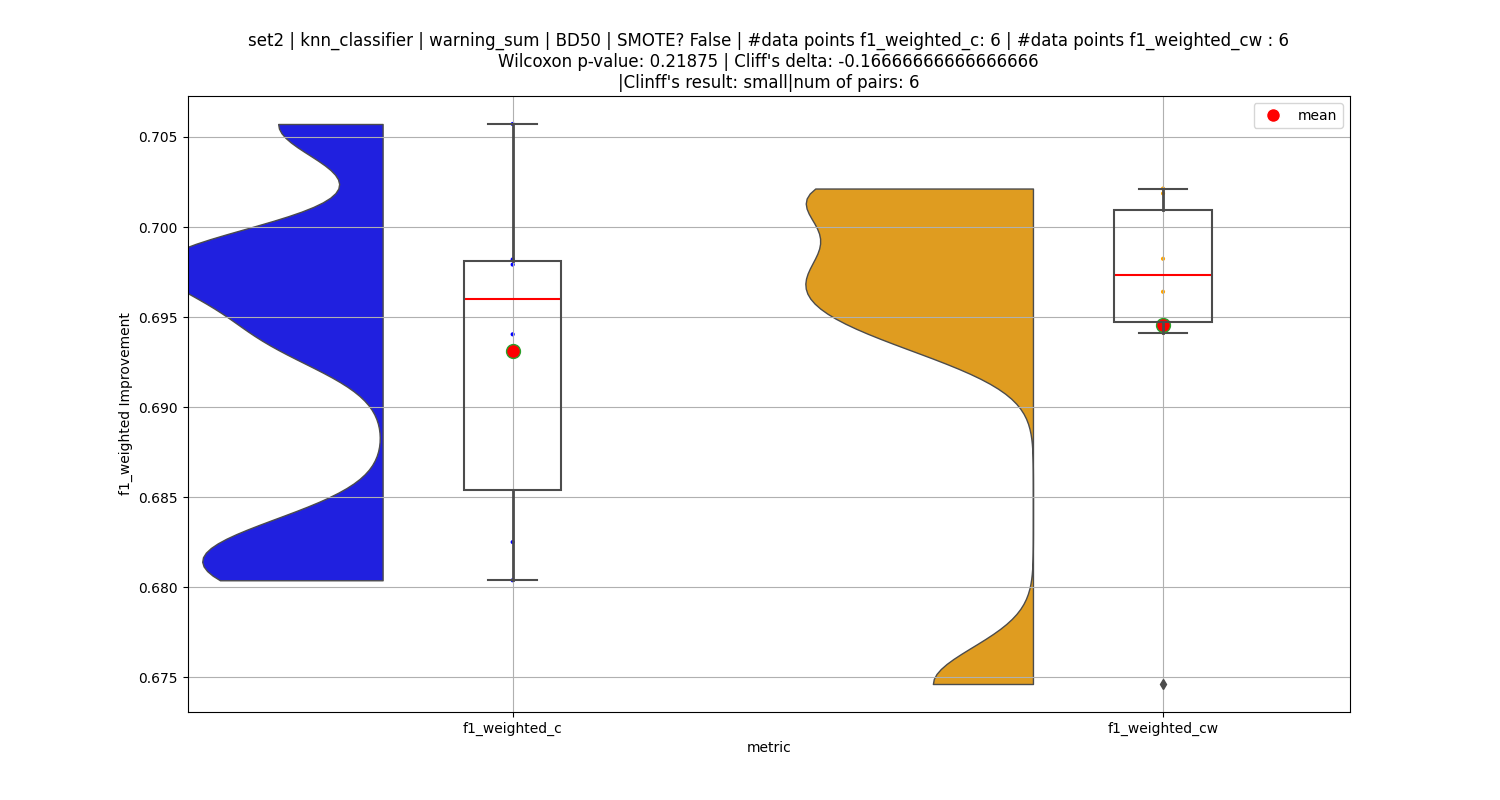 set2 | knn_classifier | warning_sum | BD50 | SMOTE? False | #data points f1_weighted_c: 6 | #data points f1_weighted_cw : 6
Wilcoxon p-value: 0.21875 | Cliff's delta: -0.16666666666666666
|Clinff's result: small|num of pairs: 6
mean
0.705
0.700
0.695
0.690
0.685
0.680
0.675
f1_weighted Improvement
f1_weighted_c
f1_weighted_cw
metric